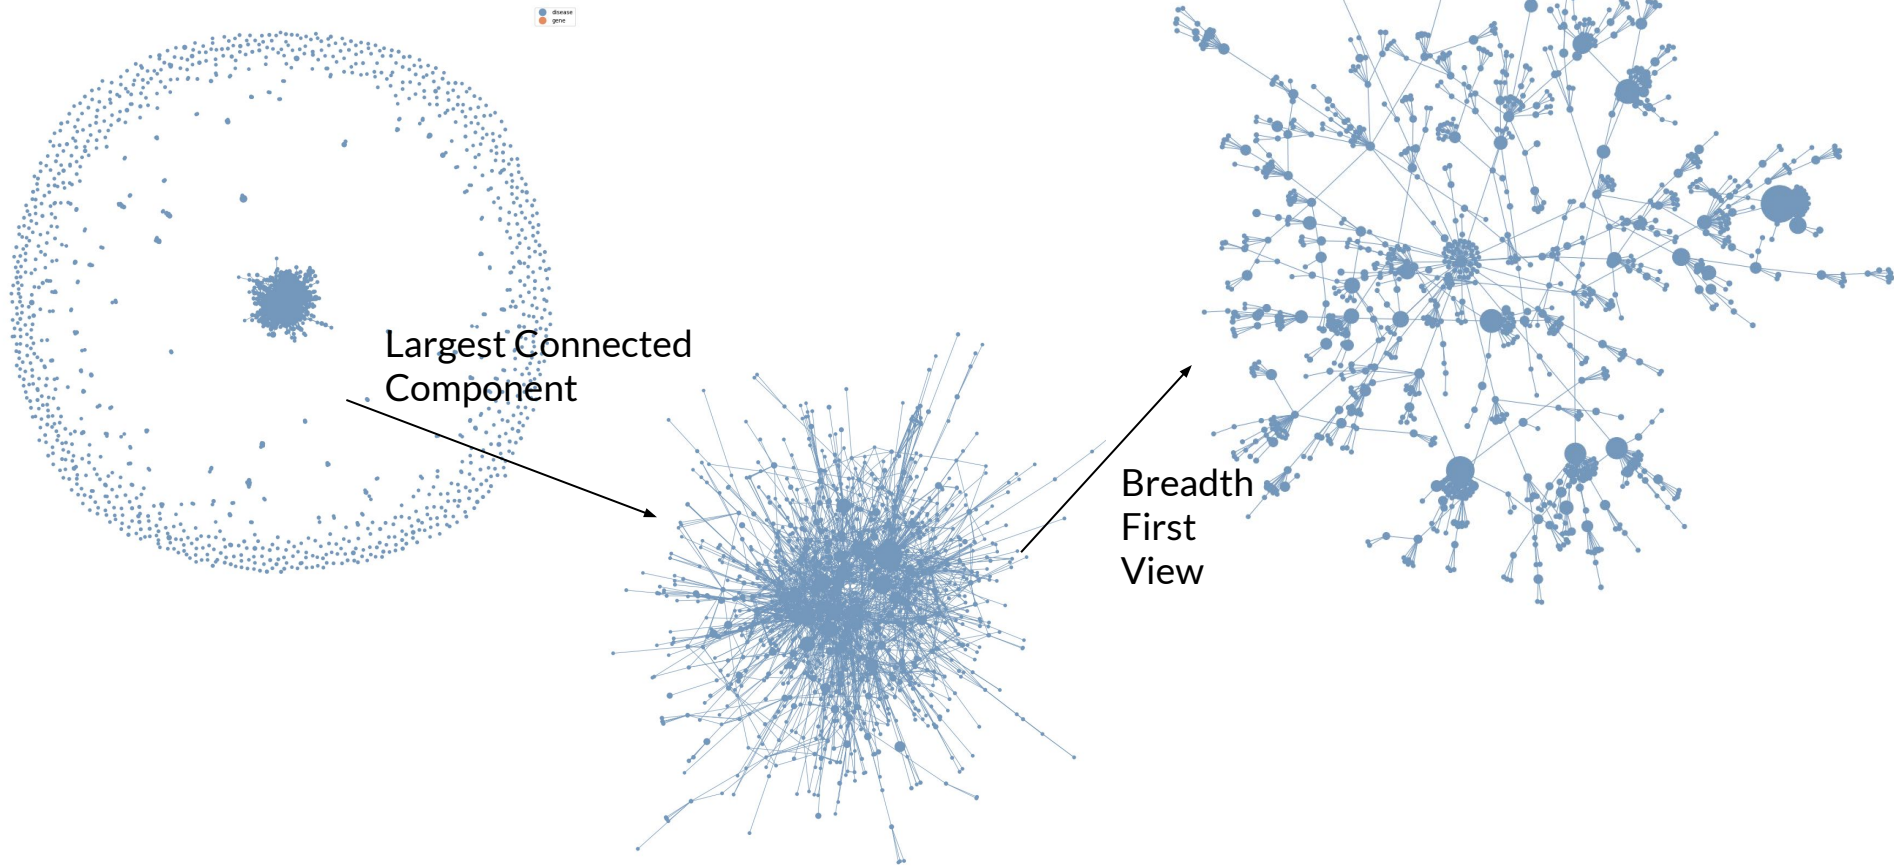 disease
gene
Largest Connected
Component
Breadth
First
View